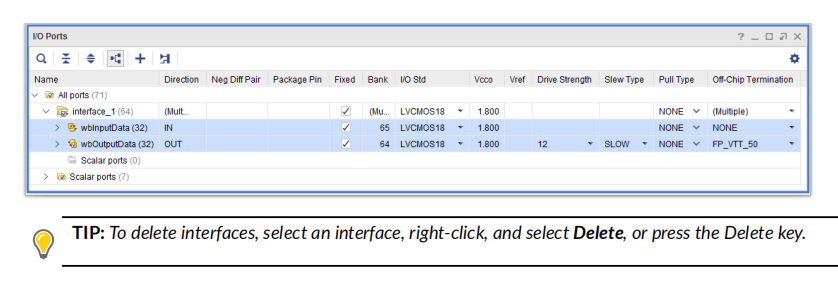 I/O Ports
Name Direction Neg Diff Pair Package Pin Fixed Bank I/O Std Vcco Vref Drive Strength Slew Type Pull Type Off-Chip Termination
All ports (71)
interface_1 (64) (Mult... (Mu... LVCMOS18 1.800 NONE (Multiple)
wbInputData (32) IN 65 LVCMOS18 1.800 NONE NONE
wbOutputData (32) OUT 64 LVCMOS18 1.800 12 SLOW NONE FP_VTT_50
Scalar ports (0)
Scalar ports (7)
TIP: To delete interfaces, select an interface, right-click, and select Delete, or press the Delete key.